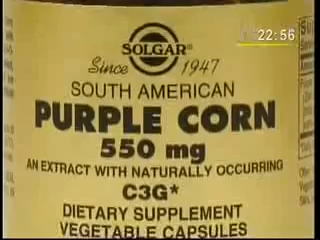 22:56
SOLGAR®
Since 1947
SOUTH AMERICAN
PURPLE CORN
550 mg
AN EXTRACT WITH NATURALLY OCCURRING
C3G*
DIETARY SUPPLEMENT
VEGETABLE CAPSULES